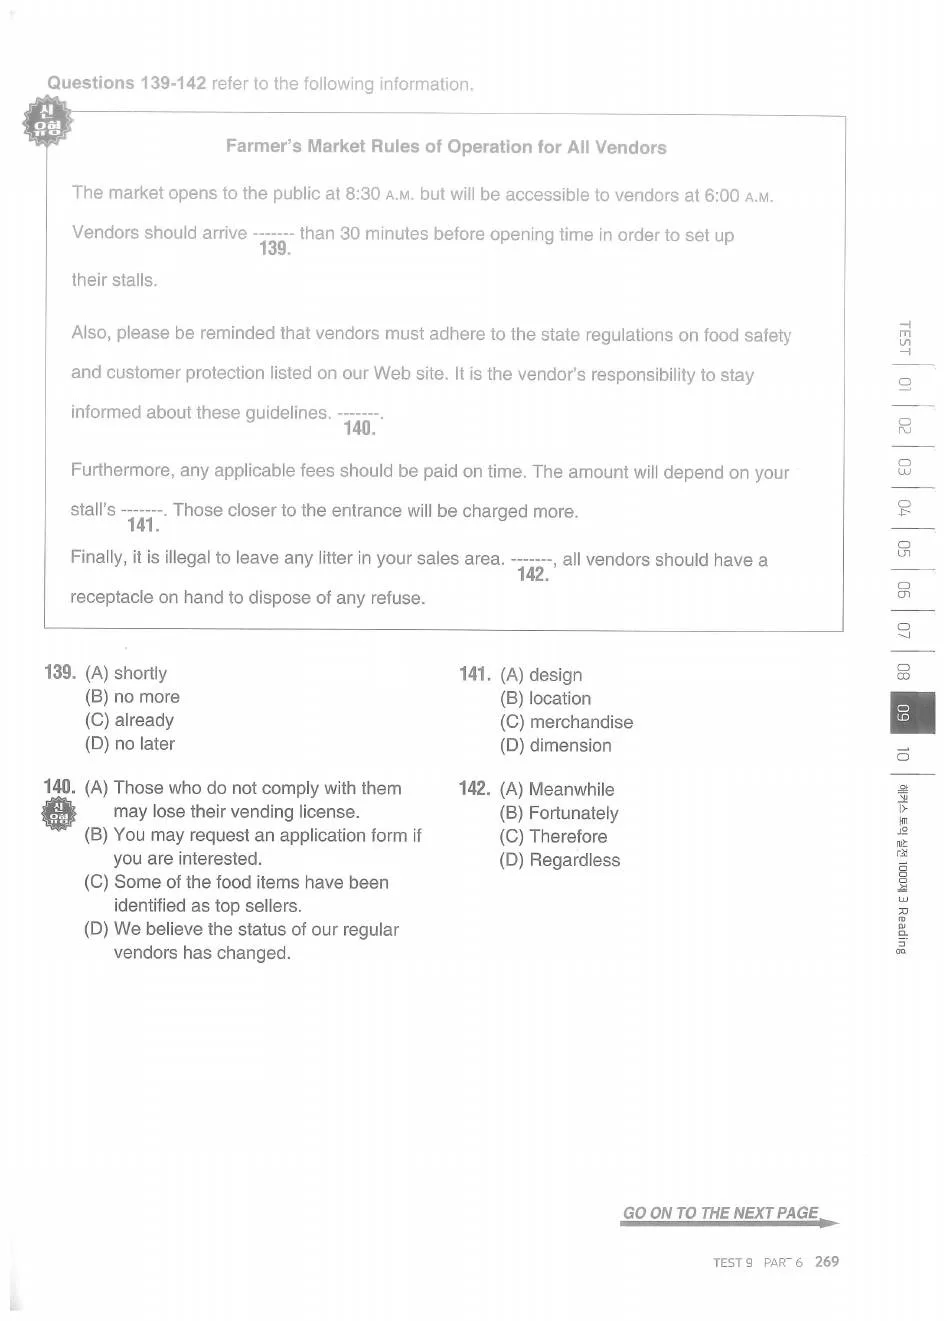 Questions 139-142 refer to the following information.
신
유형
Farmer's Market Rules of Operation for All Vendors
The market opens to the public at 8:30 A.M. but will be accessible to vendors at 6:00 A.M.
Vendors should arrive ------- than 30 minutes before opening time in order to set up
139.
their stalls.
Also, please be reminded that vendors must adhere to the state regulations on food safety
and customer protection listed on our Web site. It is the vendor's responsibility to stay
informed about these guidelines. -------.
140.
Furthermore, any applicable fees should be paid on time. The amount will depend on your
stall's -------. Those closer to the entrance will be charged more.
141.
Finally, it is illegal to leave any litter in your sales area. -------, all vendors should have a
142.
receptacle on hand to dispose of any refuse.
139. (A) shortly
(B) no more
(C) already
(D) no later
140. (A) Those who do not comply with them
may lose their vending license.
신
유형
(B) You may request an application form if
you are interested.
(C) Some of the food items have been
identified as top sellers.
(D) We believe the status of our regular
vendors has changed.
141. (A) design
(B) location
(C) merchandise
(D) dimension
142. (A) Meanwhile
(B) Fortunately
(C) Therefore
(D) Regardless
TEST
01
02
03
04
05
06
07
08
09
10
해커스 토익 실전 1000제 3 Reading
GO ON TO THE NEXT PAGE
TEST 9 PART 6 269